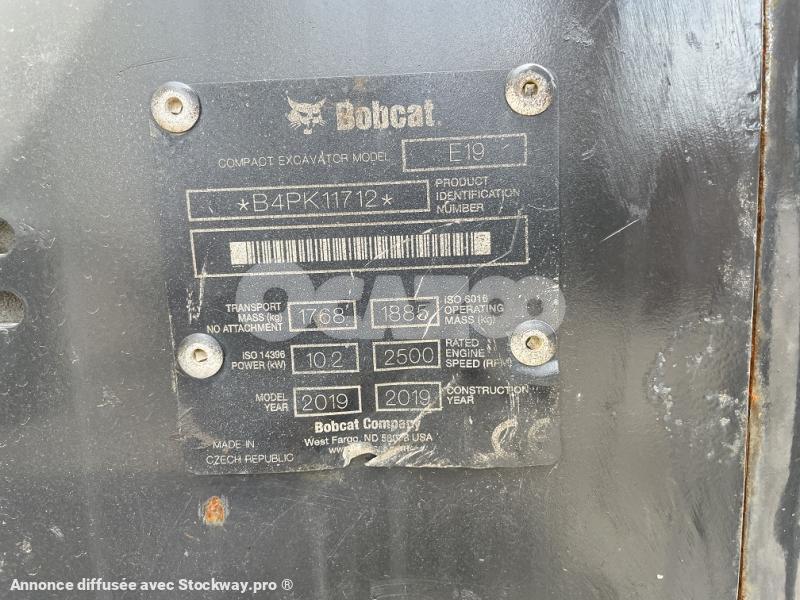 Bobcat.
COMPACT EXCAVATOR MODEL E19
*B4PK11712* PRODUCT IDENTIFICATION NUMBER
OCAZOO
TRANSPORT MASS (kg) NO ATTACHMENT 1768 1885 ISO 6016 OPERATING MASS (kg)
ISO 14396 POWER (kW) 10.2 2500 RATED ENGINE SPEED (RPM)
MODEL YEAR 2019 2019 CONSTRUCTION YEAR
Bobcat Company
West Fargo, ND USA
MADE IN
CZECH REPUBLIC
Annonce diffusée avec Stockway.pro ®